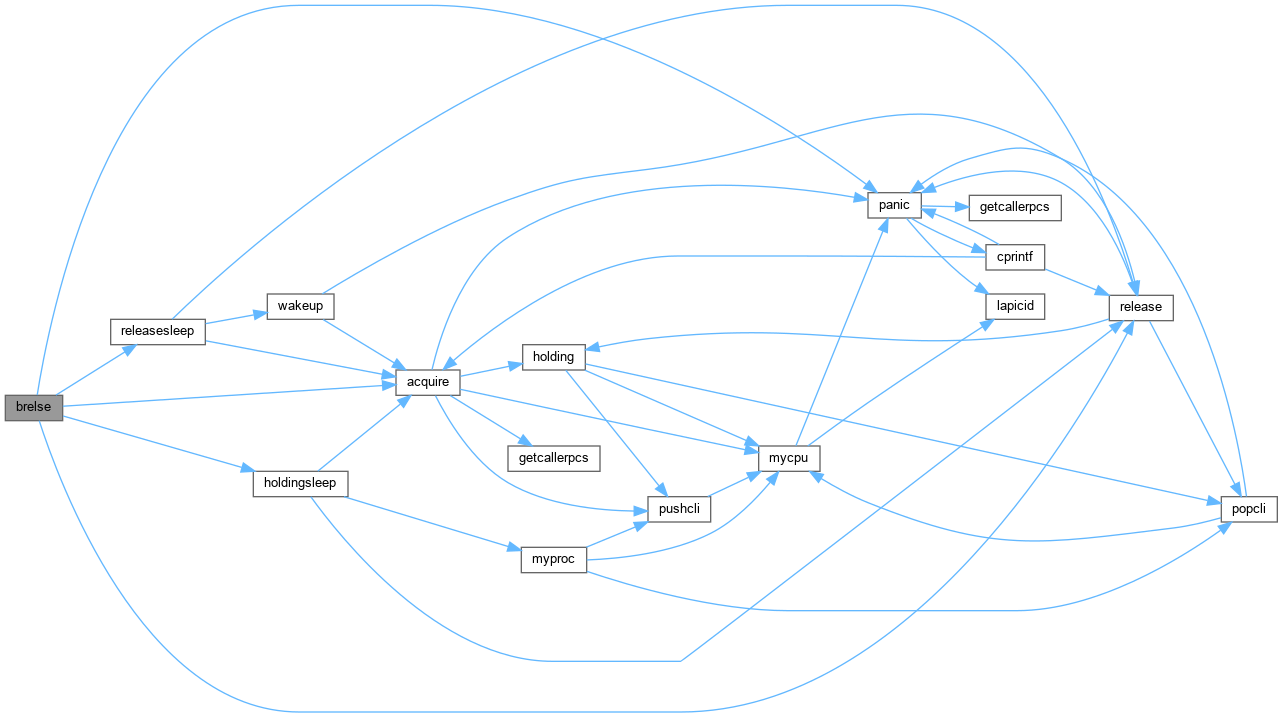 brelse
releasesleep
wakeup
holdingsleep
acquire
holding
getcallerpcs
myproc
pushcli
mycpu
panic
getcallerpcs
cprintf
lapicid
release
popcli